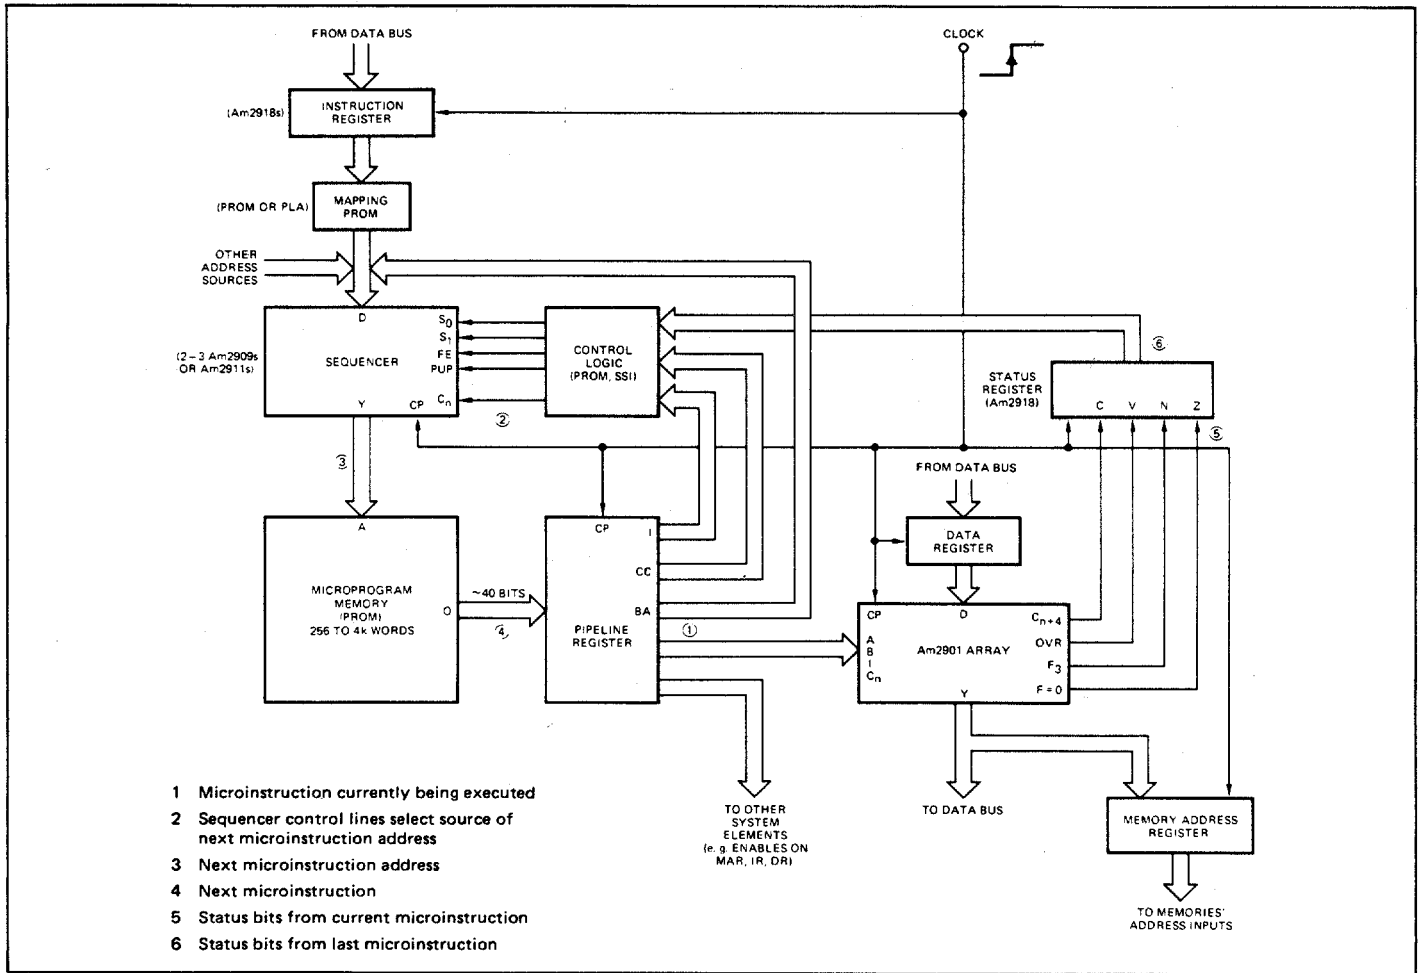 FROM DATA BUS
CLOCK
(Am2918s)
INSTRUCTION
REGISTER
(PROM OR PLA)
MAPPING
PROM
OTHER
ADDRESS
SOURCES
D
S0
S1
FE
PUP
Cn
SEQUENCER
Y
CP
(2-3 Am2909s
OR Am2911s)
CONTROL
LOGIC
(PROM, SSI)
②
⑥
STATUS
REGISTER
(Am2918)
C V N Z
⑤
③
FROM DATA BUS
DATA
REGISTER
A
MICROPROGRAM
MEMORY
(PROM)
256 TO 4k WORDS
O
~40 BITS
④
CP
I
CC
BA
PIPELINE
REGISTER
①
CP
D
A
B
I
Cn
Am2901 ARRAY
Cn+4
OVR
F3
F=0
Y
TO OTHER
SYSTEM
ELEMENTS
(e.g. ENABLES ON
MAR, IR, DR)
TO DATA BUS
MEMORY ADDRESS
REGISTER
TO MEMORIES'
ADDRESS INPUTS
1 Microinstruction currently being executed
2 Sequencer control lines select source of
next microinstruction address
3 Next microinstruction address
4 Next microinstruction
5 Status bits from current microinstruction
6 Status bits from last microinstruction